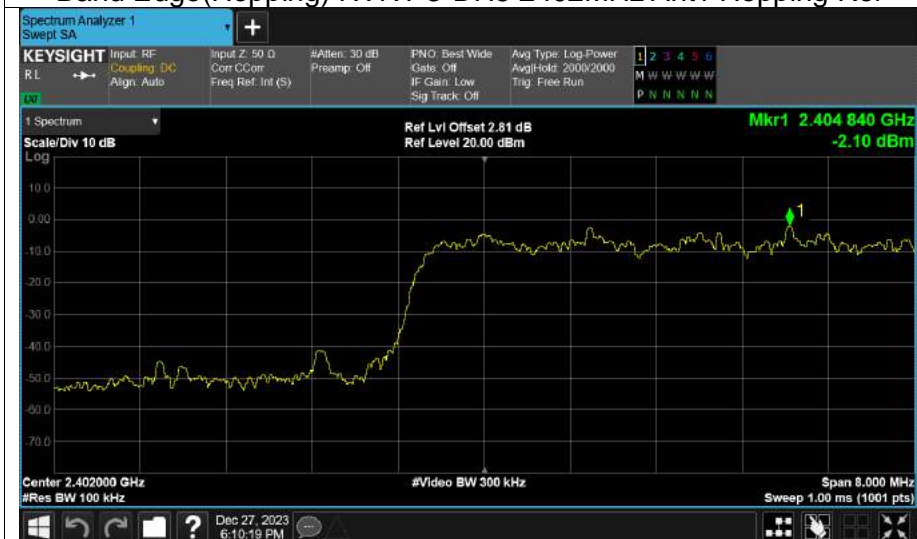 Spectrum Analyzer 1
Swept SA
+
KEYSIGHT Input: RF Input Z: 50 Ω #Atten: 30 dB PNO: Best Wide Avg Type: Log-Power 1 2 3 4 5 6
RL Coupling: DC Corr CCorr Preamp: Off Gate: Off Avg|Hold: 2000/2000 M W W W W W
Align: Auto Freq Ref: Int (S) IF Gain: Low Trig: Free Run
LXI Sig Track: Off P N N N N N
1 Spectrum Ref Lvl Offset 2.81 dB Mkr1 2.404 840 GHz
Scale/Div 10 dB Ref Level 20.00 dBm -2.10 dBm
Log
10.0
0.00
1
-10.0
-20.0
-30.0
-40.0
-50.0
-60.0
-70.0
Center 2.402000 GHz #Video BW 300 kHz Span 8.000 MHz
#Res BW 100 kHz Sweep 1.00 ms (1001 pts)
? Dec 27, 2023
6:10:19 PM